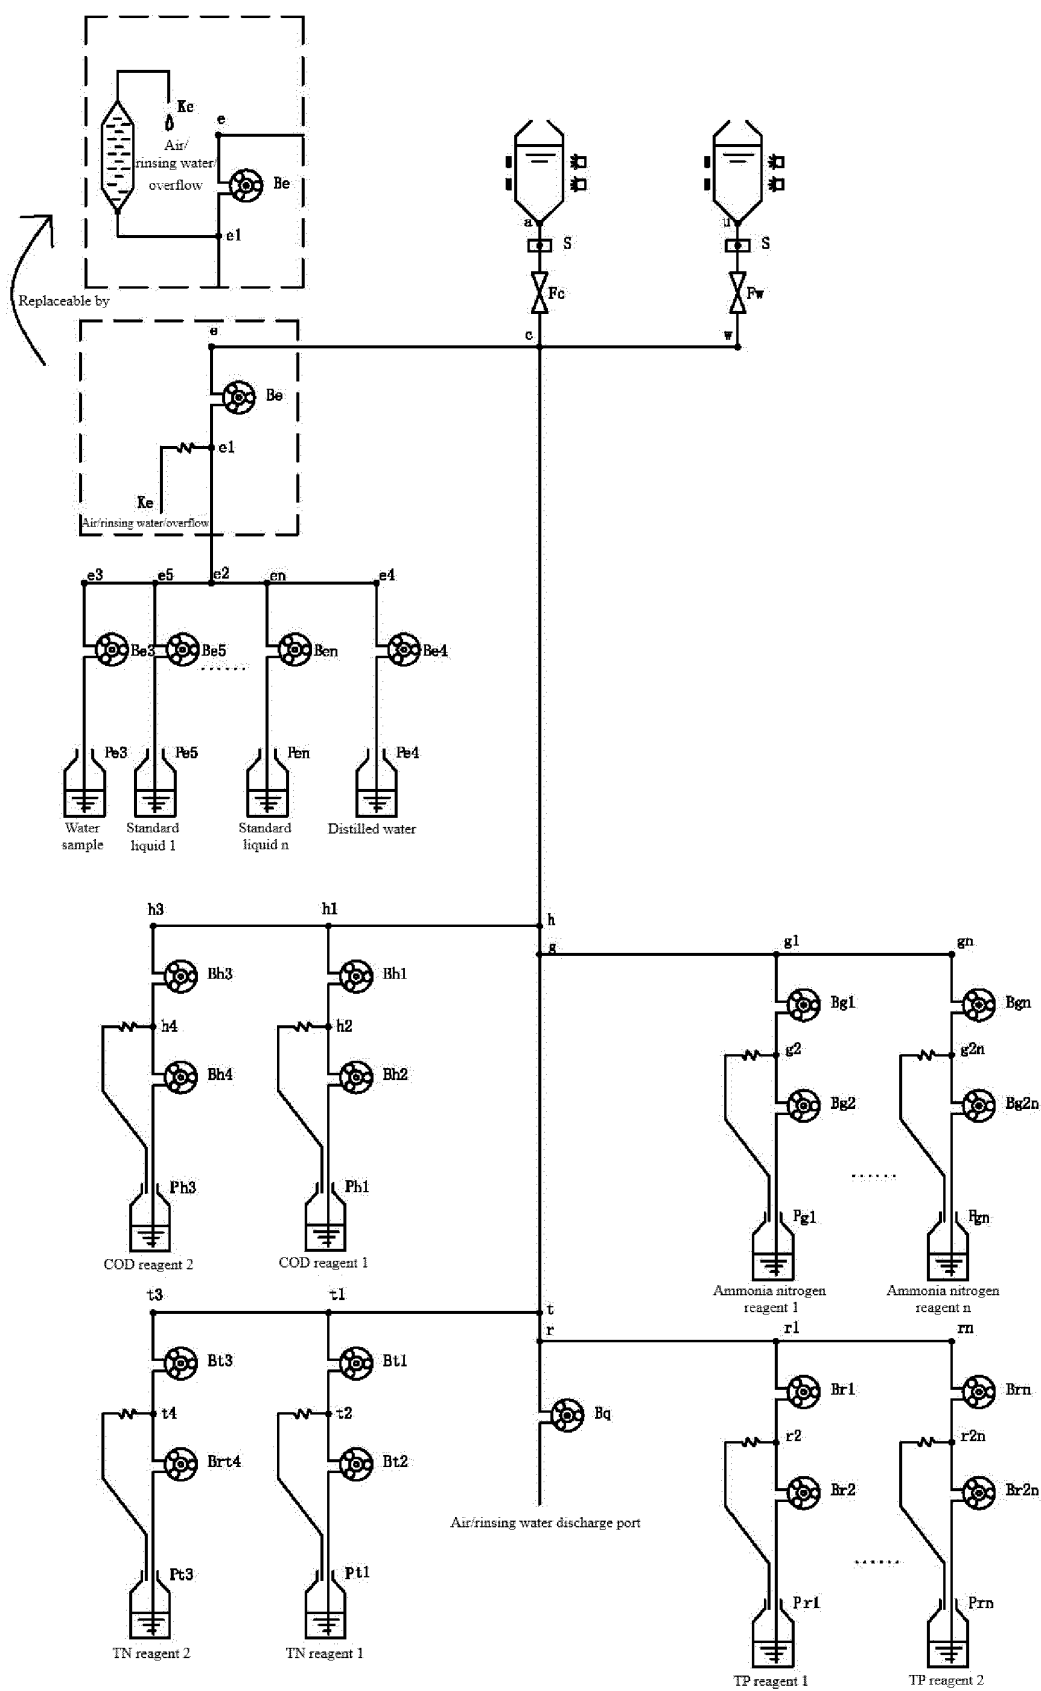 Kc
e
Air/
rinsing water/
overflow
Be
e1
Replaceable by
a
S
Fc
u
S
Fw
e
c
w
Be
e1
Ke
Air/rinsing water/overflow
e3
e5
e2
en
e4
Be3
Be5
......
Ben
Be4
Pe3
Pe5
Pen
Pe4
Water
sample
Standard
liquid 1
Standard
liquid n
Distilled water
h3
h1
h
g
g1
gn
Bh3
Bh1
Bg1
Bgn
h4
h2
g2
g2n
Bh4
Bh2
Bg2
Bg2n
......
Ph3
Ph1
Pg1
Pgn
COD reagent 2
COD reagent 1
Ammonia nitrogen
reagent 1
Ammonia nitrogen
reagent n
t3
t1
t
r
r1
rn
Bt3
Bt1
Br1
Brn
Bq
t4
t2
r2
r2n
Brt4
Bt2
Br2
Br2n
Air/rinsing water discharge port
......
Pt3
Pt1
Pr1
Prn
TN reagent 2
TN reagent 1
TP reagent 1
TP reagent 2